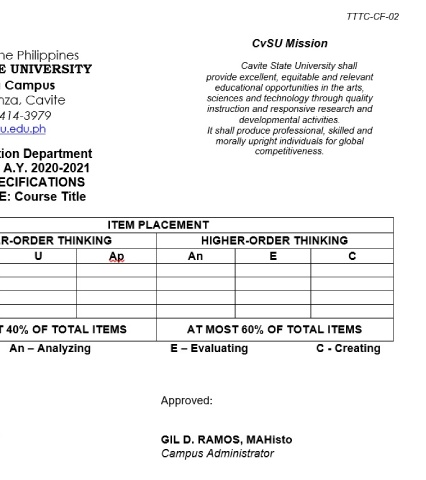 TTTC-CF-02
CvSU Mission
he Philippines
E UNIVERSITY
Campus
nza, Cavite
414-3979
u.edu.ph
Cavite State University shall
provide excellent, equitable and relevant
educational opportunities in the arts,
sciences and technology through quality
instruction and responsive research and
developmental activities.
It shall produce professional, skilled and
morally upright individuals for global
competitiveness.
tion Department
A.Y. 2020-2021
ECIFICATIONS
E: Course Title
ITEM PLACEMENT
R-ORDER THINKING HIGHER-ORDER THINKING
U Ap An E C
T 40% OF TOTAL ITEMS AT MOST 60% OF TOTAL ITEMS
An – Analyzing E – Evaluating C - Creating
Approved:
GIL D. RAMOS, MAHisto
Campus Administrator